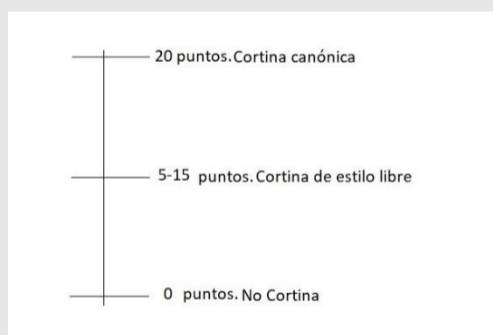 20 puntos.Cortina canónica
5-15 puntos.Cortina de estilo libre
0 puntos. No Cortina